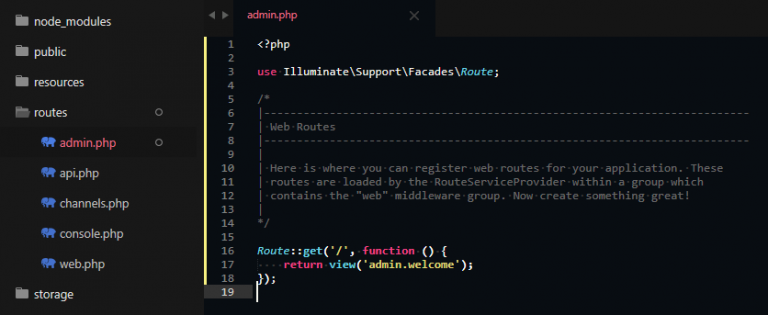 node_modules
public
resources
routes
admin.php
api.php
channels.php
console.php
web.php
storage
admin.php
1 <?php
2
3 use Illuminate\Support\Facades\Route;
4
5 /*
6 |--------------------------------------------------------------------------
7 | Web Routes
8 |--------------------------------------------------------------------------
9 |
10 | Here is where you can register web routes for your application. These
11 | routes are loaded by the RouteServiceProvider within a group which
12 | contains the "web" middleware group. Now create something great!
13 |
14 */
15
16 Route::get('/', function () {
17     return view('admin.welcome');
18 });
19